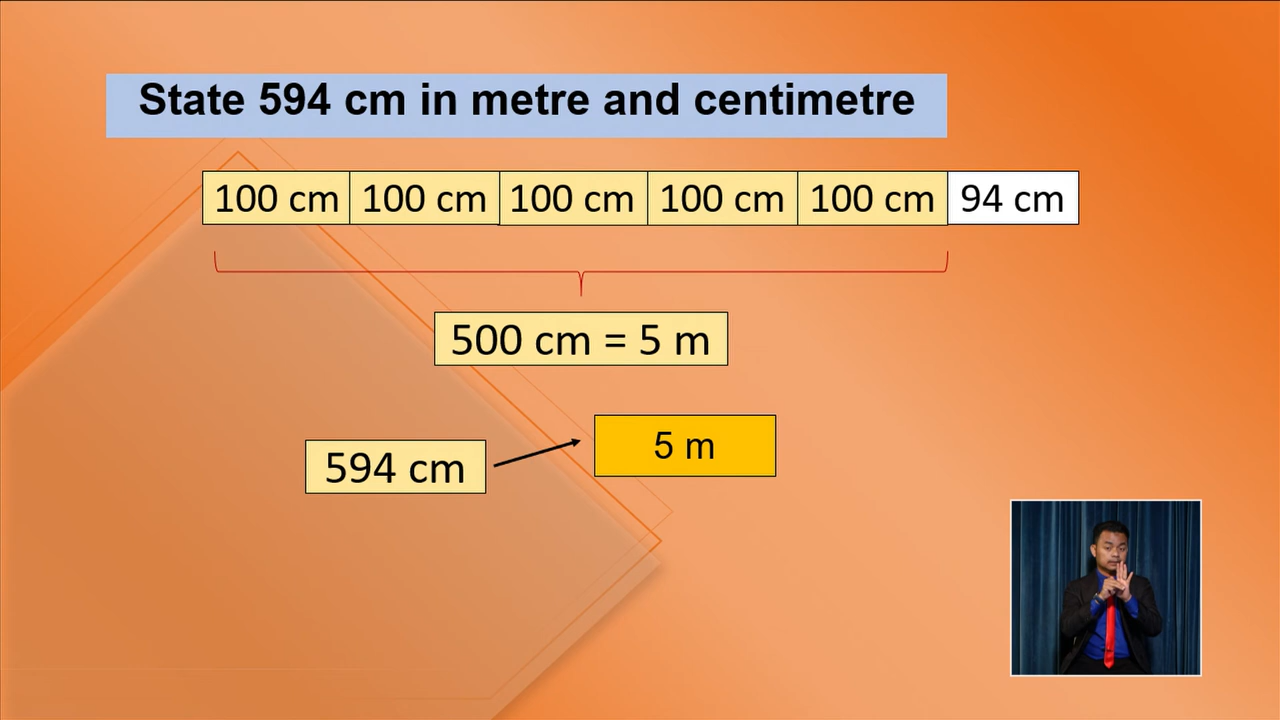 State 594 cm in metre and centimetre
100 cm 100 cm 100 cm 100 cm 100 cm 94 cm
500 cm = 5 m
5 m
594 cm